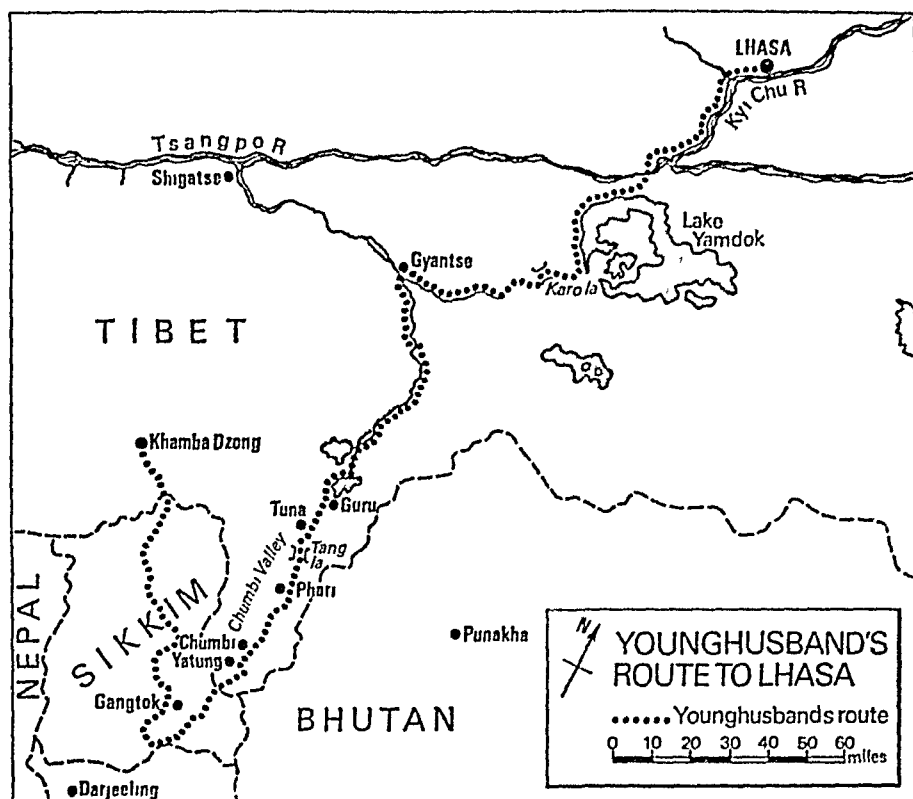 LHASA
Kyi Chu R
Tsangpo R
Shigatse
Lake
Yamdok
Gyantse
Karo la
TIBET
Khamba Dzong
Tuna
Guru
Tang
la
Chumbi Valley
Phari
NEPAL
SIKKIM
Chumbi
Yatung
Punakha
Gangtok
BHUTAN
Darjeeling
N
YOUNGHUSBAND'S
ROUTE TO LHASA
Younghusbands route
0 10 20 30 40 50 60
miles